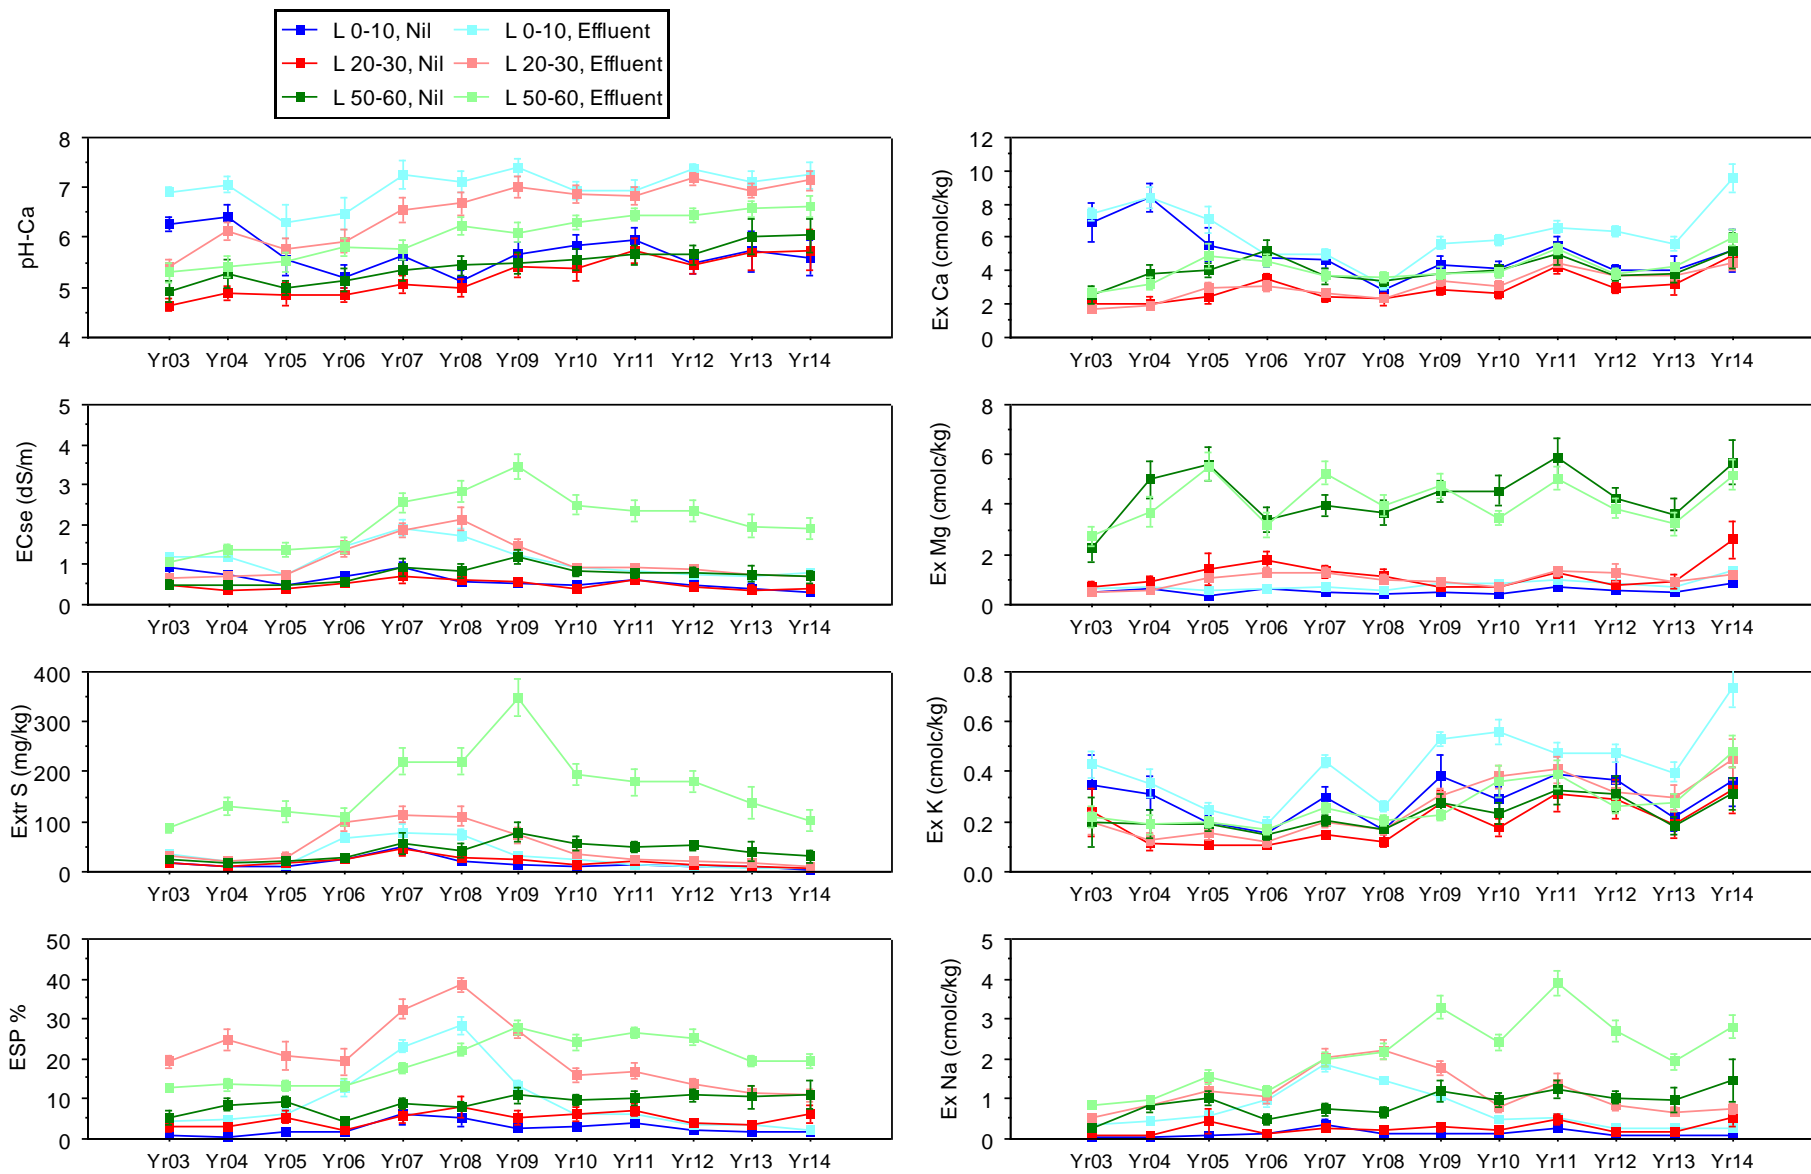 L 0-10, Nil L 0-10, Effluent
L 20-30, Nil L 20-30, Effluent
L 50-60, Nil L 50-60, Effluent
pH-Ca
8
7
6
5
4
Yr03 Yr04 Yr05 Yr06 Yr07 Yr08 Yr09 Yr10 Yr11 Yr12 Yr13 Yr14
Ex Ca (cmolc/kg)
12
10
8
6
4
2
0
Yr03 Yr04 Yr05 Yr06 Yr07 Yr08 Yr09 Yr10 Yr11 Yr12 Yr13 Yr14
ECse (dS/m)
5
4
3
2
1
0
Yr03 Yr04 Yr05 Yr06 Yr07 Yr08 Yr09 Yr10 Yr11 Yr12 Yr13 Yr14
Ex Mg (cmolc/kg)
8
6
4
2
0
Yr03 Yr04 Yr05 Yr06 Yr07 Yr08 Yr09 Yr10 Yr11 Yr12 Yr13 Yr14
Extr S (mg/kg)
400
300
200
100
0
Yr03 Yr04 Yr05 Yr06 Yr07 Yr08 Yr09 Yr10 Yr11 Yr12 Yr13 Yr14
Ex K (cmolc/kg)
0.8
0.6
0.4
0.2
0.0
Yr03 Yr04 Yr05 Yr06 Yr07 Yr08 Yr09 Yr10 Yr11 Yr12 Yr13 Yr14
ESP %
50
40
30
20
10
0
Yr03 Yr04 Yr05 Yr06 Yr07 Yr08 Yr09 Yr10 Yr11 Yr12 Yr13 Yr14
Ex Na (cmolc/kg)
5
4
3
2
1
0
Yr03 Yr04 Yr05 Yr06 Yr07 Yr08 Yr09 Yr10 Yr11 Yr12 Yr13 Yr14